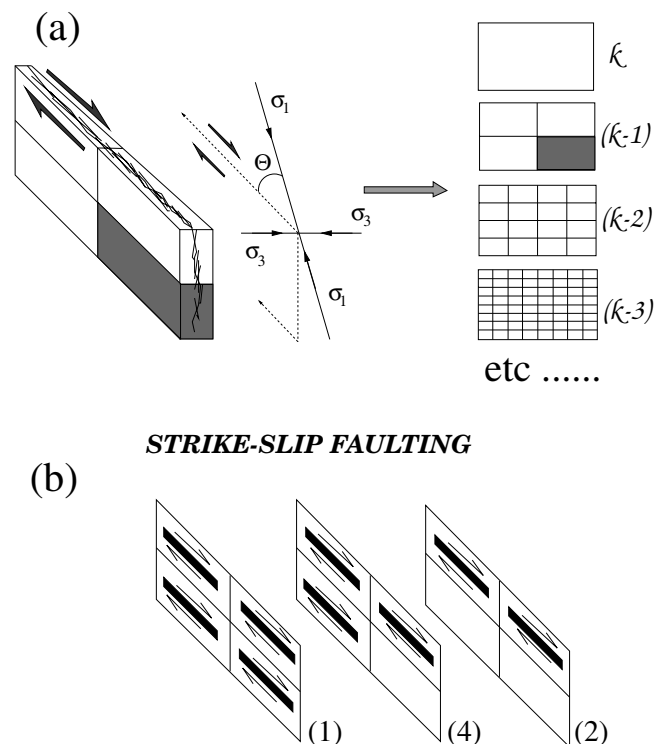 (a)
k
(k-1)
(k-2)
(k-3)
etc ......
σ₁
Θ
σ₃
σ₃
σ₁
STRIKE-SLIP FAULTING
(b)
(1)
(4)
(2)